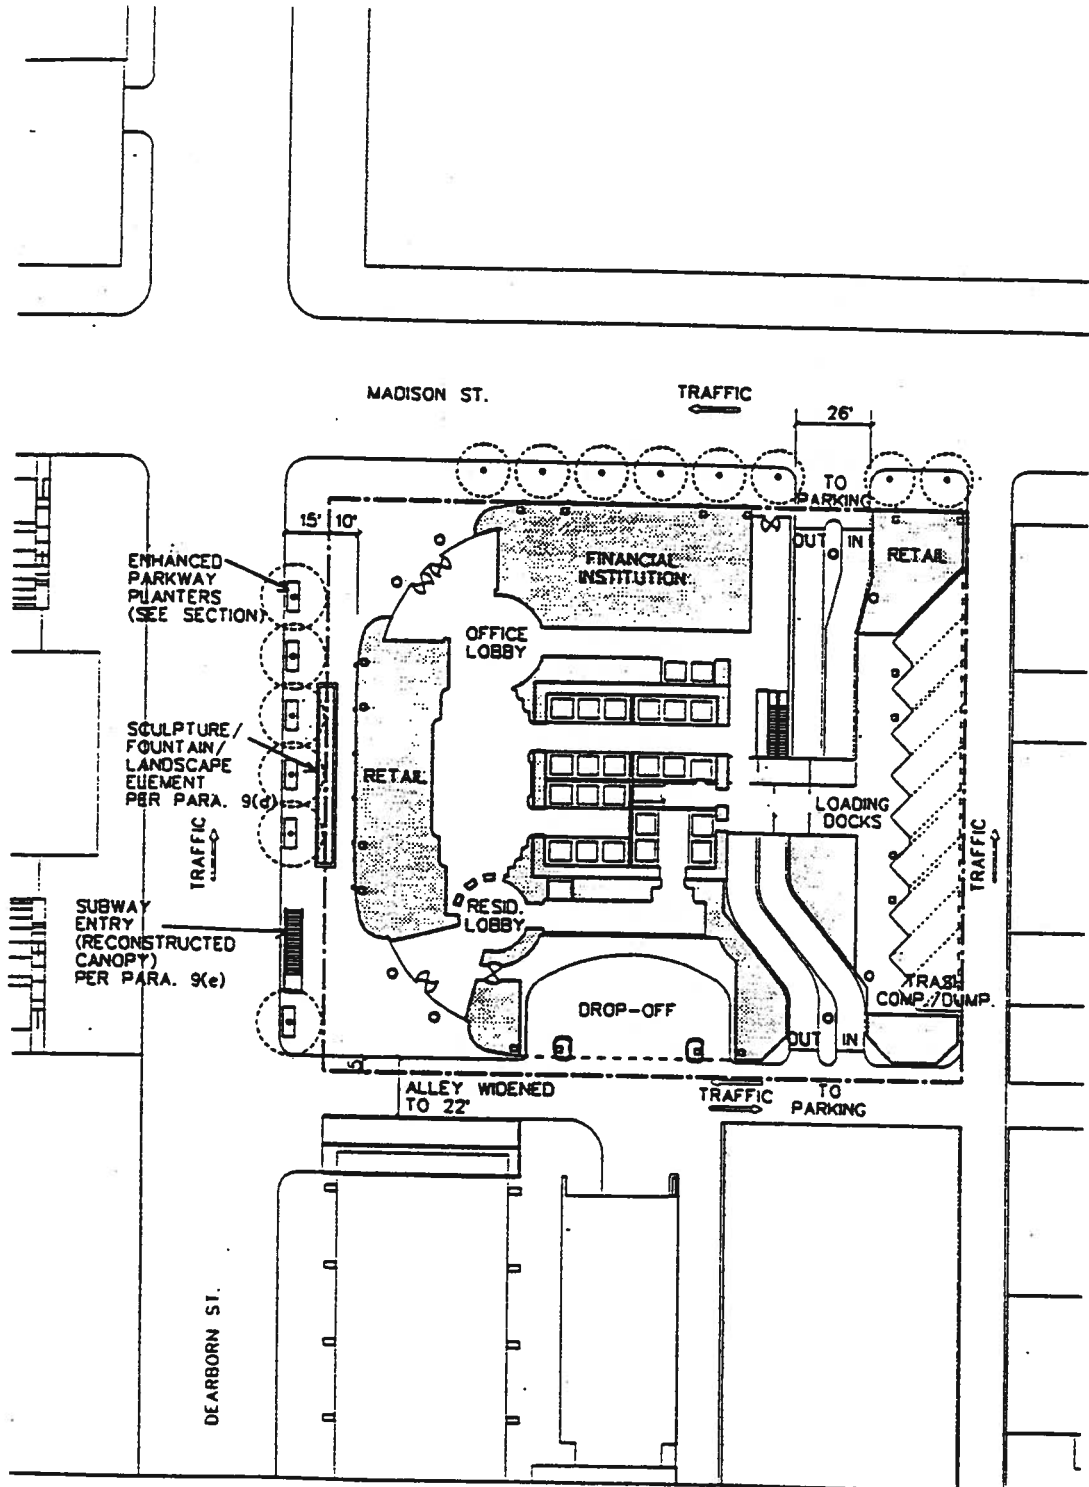 MADISON ST.
TRAFFIC
26'
TO
PARKING
15' 10'
OUT IN
RETAIL
ENHANCED
PARKWAY
PLANTERS
(SEE SECTION)
FINANCIAL
INSTITUTION
OFFICE
LOBBY
SCULPTURE/
FOUNTAIN/
LANDSCAPE
ELEMENT
PER PARA. 9(d)
RETAIL
LOADING
DOCKS
TRAFFIC
TRAFFIC
SUBWAY
ENTRY
(RECONSTRUCTED
CANOPY)
PER PARA. 9(e)
RESID.
LOBBY
DROP-OFF
TRASH
COMP./DUMP.
OUT IN
5'
ALLEY WIDENED
TO 22'
TRAFFIC
TO
PARKING
DEARBORN ST.